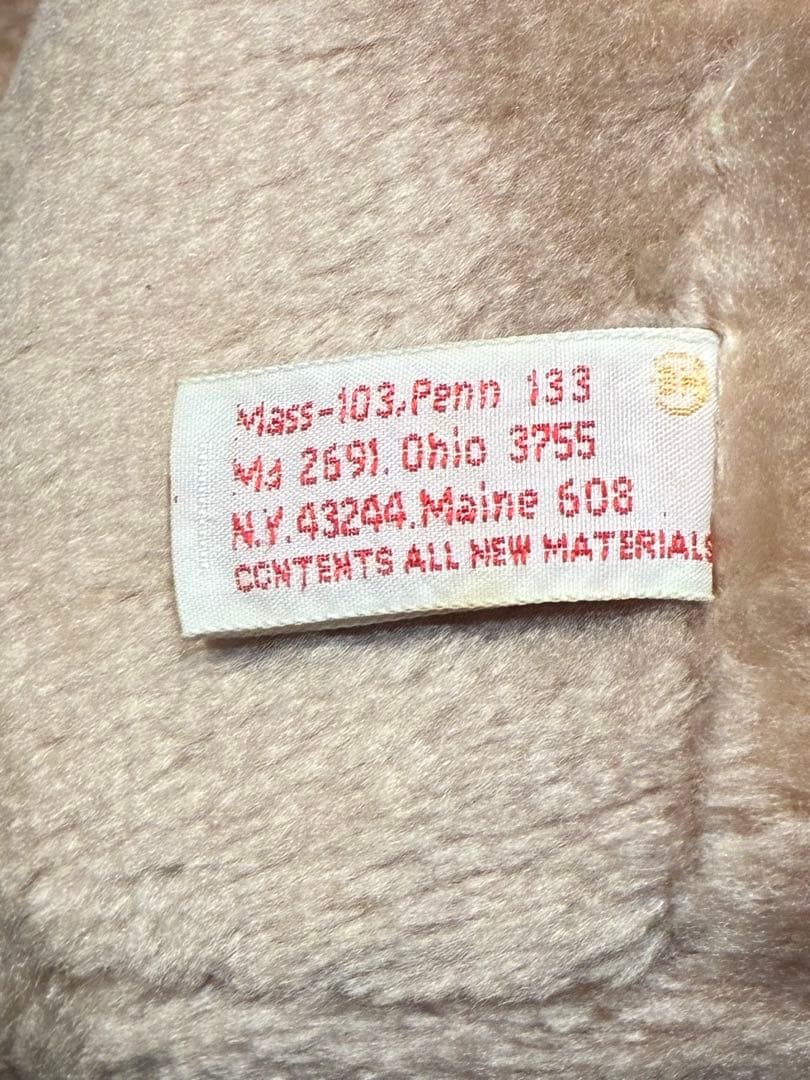 Mass-103,Penn 133
Md 2691. Ohio 3755
N.Y.43244.Maine 608
CONTENTS ALL NEW MATERIALS